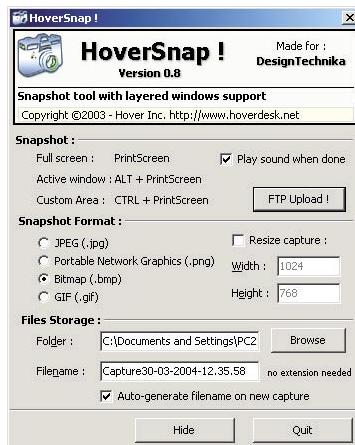 HoverSnap !
HoverSnap !
Version 0.8
Made for :
DesignTechnika
Snapshot tool with layered windows support
Copyright ©2003 - Hover Inc. http://www.hoverdesk.net
Snapshot :
Full screen : PrintScreen
Play sound when done
Active window : ALT + PrintScreen
Custom Area : CTRL + PrintScreen
FTP Upload !
Snapshot Format :
JPEG (.jpg)
Resize capture :
Portable Network Graphics (.png)
Width : 1024
Bitmap (.bmp)
Height : 768
GIF (.gif)
Files Storage :
Folder : C:\Documents and Settings\PC2
Browse
Filename : Capture30-03-2004-12.35.58 no extension needed
Auto-generate filename on new capture
Hide
Quit